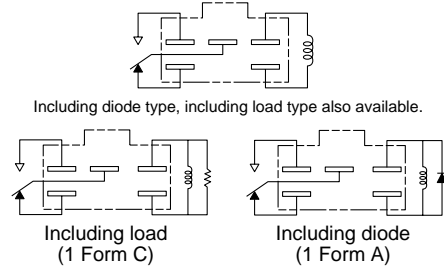 Including diode type, including load type also available.
Including load
(1 Form C)
Including diode
(1 Form A)